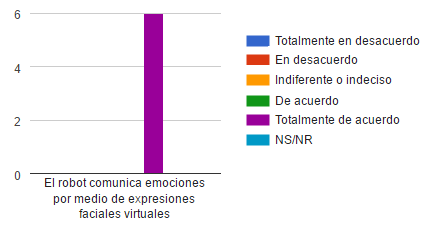 6
4
2
0
El robot comunica emociones
por medio de expresiones
faciales virtuales
Totalmente en desacuerdo
En desacuerdo
Indiferente o indeciso
De acuerdo
Totalmente de acuerdo
NS/NR